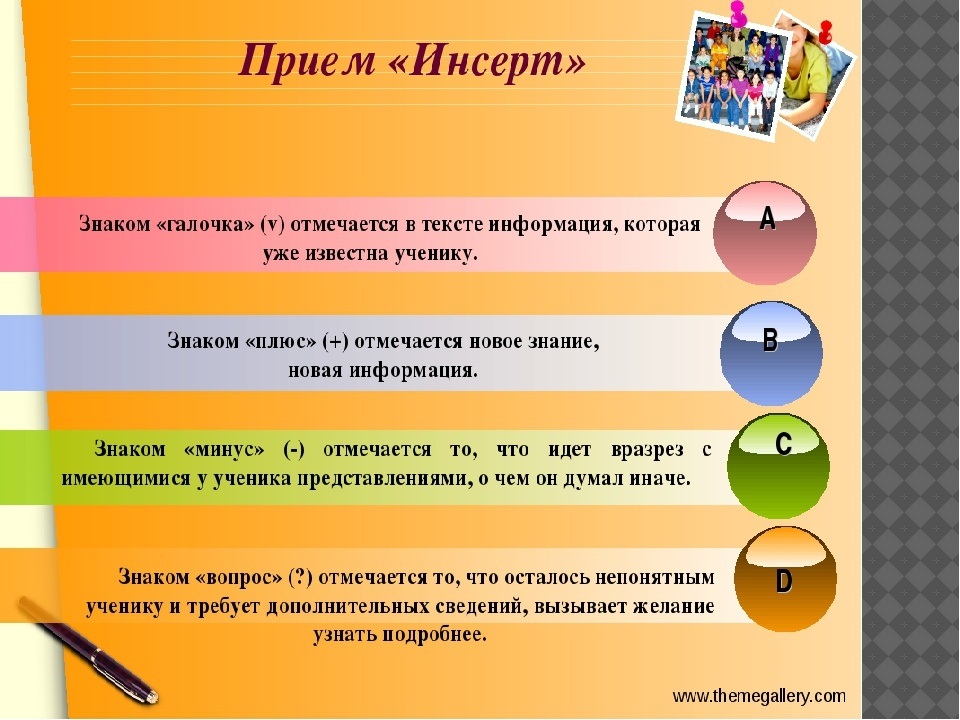 Прием «Инсерт»
Знаком «галочка» (v) отмечается в тексте информация, которая
уже известна ученику.
A
Знаком «плюс» (+) отмечается новое знание,
новая информация.
B
Знаком «минус» (-) отмечается то, что идет вразрез с
имеющимися у ученика представлениями, о чем он думал иначе.
C
Знаком «вопрос» (?) отмечается то, что осталось непонятным
ученику и требует дополнительных сведений, вызывает желание
узнать подробнее.
D
www.themegallery.com